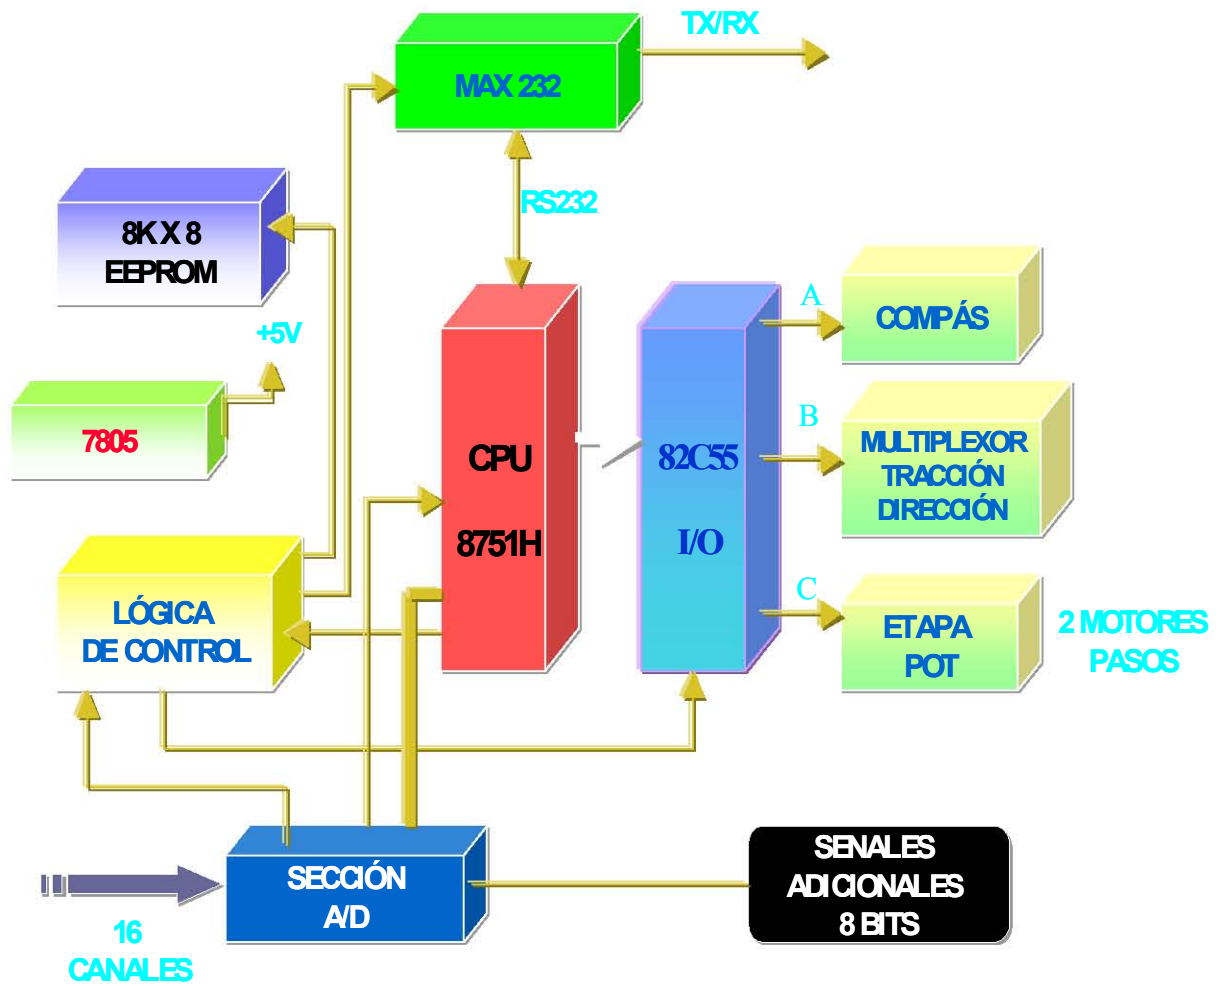 TX/RX
MAX 232
RS232
8K X 8
EEPROM
+5V
7805
CPU
8751H
82C55
I/O
A
COMPÁS
B
MULTIPLEXOR
TRACCIÓN
DIRECCIÓN
C
ETAPA
POT
2 MOTORES
PASOS
LÓGICA
DE CONTROL
SECCIÓN
A/D
16
CANALES
SENALES
ADICIONALES
8 BITS